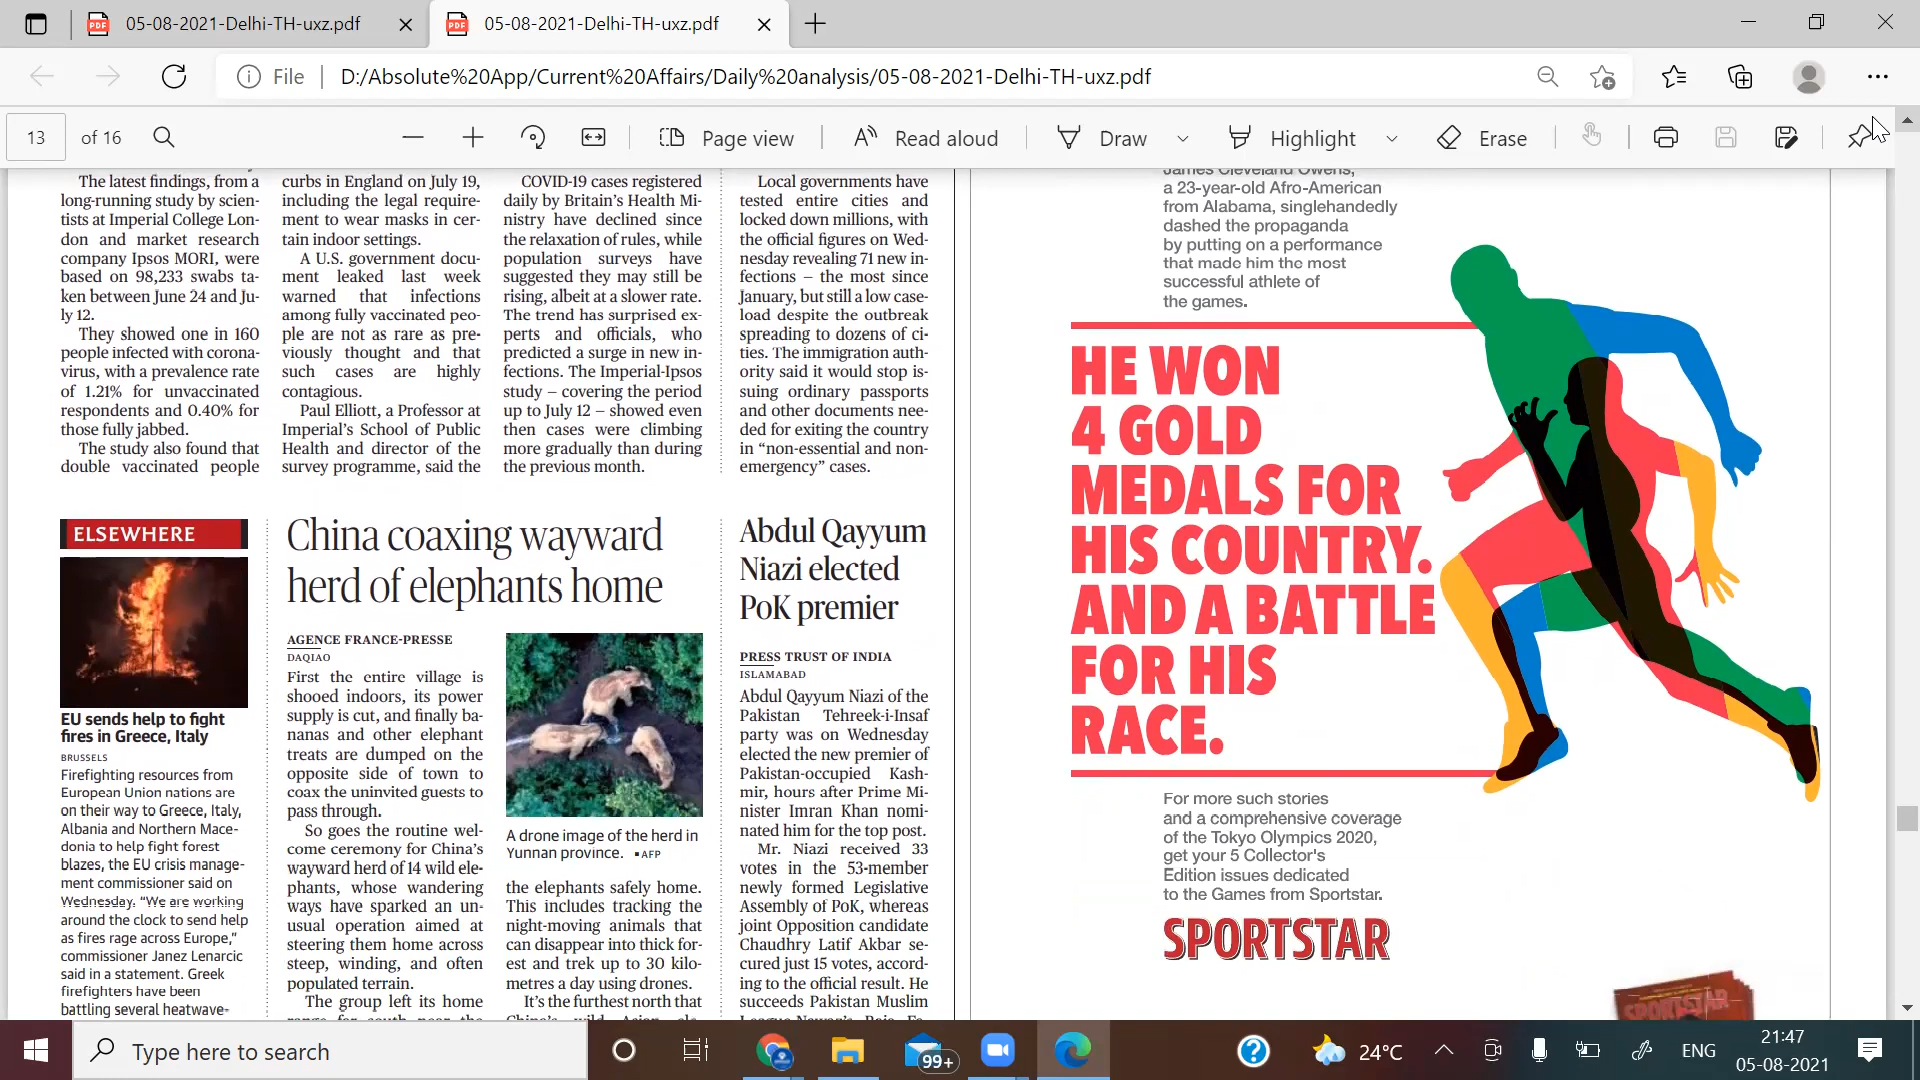 05-08-2021-Delhi-TH-uxz.pdf
05-08-2021-Delhi-TH-uxz.pdf
File
D:/Absolute%20App/Current%20Affairs/Daily%20analysis/05-08-2021-Delhi-TH-uxz.pdf
13 of 16
Page view
Read aloud
Draw
Highlight
Erase
The latest findings, from a
long-running study by scien-
tists at Imperial College Lon-
don and market research
company Ipsos MORI, were
based on 98,233 swabs ta-
ken between June 24 and Ju-
ly 12.
They showed one in 160
people infected with corona-
virus, with a prevalence rate
of 1.21% for unvaccinated
respondents and 0.40% for
those fully jabbed.
The study also found that
double vaccinated people
curbs in England on July 19,
including the legal require-
ment to wear masks in cer-
tain indoor settings.
A U.S. government docu-
ment leaked last week
warned that infections
among fully vaccinated peo-
ple are not as rare as pre-
viously thought and that
such cases are highly
contagious.
Paul Elliott, a Professor at
Imperial's School of Public
Health and director of the
survey programme, said the
COVID-19 cases registered
daily by Britain's Health Mi-
nistry have declined since
the relaxation of rules, while
population surveys have
suggested they may still be
rising, albeit at a slower rate.
The trend has surprised ex-
perts and officials, who
predicted a surge in new in-
fections. The Imperial-Ipsos
study – covering the period
up to July 12 – showed even
then cases were climbing
more gradually than during
the previous month.
Local governments have
tested entire cities and
locked down millions, with
the official figures on Wed-
nesday revealing 71 new in-
fections – the most since
January, but still a low case-
load despite the outbreak
spreading to dozens of ci-
ties. The immigration auth-
ority said it would stop is-
suing ordinary passports
and other documents nee-
ded for exiting the country
in “non-essential and non-
emergency” cases.
ELSEWHERE
EU sends help to fight
fires in Greece, Italy
BRUSSELS
Firefighting resources from
European Union nations are
on their way to Greece, Italy,
Albania and Northern Mace-
donia to help fight forest
blazes, the EU crisis manage-
ment commissioner said on
Wednesday. “We are working
around the clock to send help
as fires rage across Europe,”
commissioner Janez Lenarcic
said in a statement. Greek
firefighters have been
battling several heatwave-
China coaxing wayward
herd of elephants home
AGENCE FRANCE-PRESSE
DAQIAO
First the entire village is
shooed indoors, its power
supply is cut, and finally ba-
nanas and other elephant
treats are dumped on the
opposite side of town to
coax the uninvited guests to
pass through.
So goes the routine wel-
come ceremony for China's
wayward herd of 14 wild ele-
phants, whose wandering
ways have sparked an un-
usual operation aimed at
steering them home across
steep, winding, and often
populated terrain.
The group left its home
A drone image of the herd in
Yunnan province. ▪AFP
the elephants safely home.
This includes tracking the
night-moving animals that
can disappear into thick for-
est and trek up to 30 kilo-
metres a day using drones.
It's the furthest north that
Abdul Qayyum
Niazi elected
PoK premier
PRESS TRUST OF INDIA
ISLAMABAD
Abdul Qayyum Niazi of the
Pakistan Tehreek-i-Insaf
party was on Wednesday
elected the new premier of
Pakistan-occupied Kash-
mir, hours after Prime Mi-
nister Imran Khan nomi-
nated him for the top post.
Mr. Niazi received 33
votes in the 53-member
newly formed Legislative
Assembly of PoK, whereas
joint Opposition candidate
Chaudhry Latif Akbar se-
cured just 15 votes, accord-
ing to the official result. He
succeeds Pakistan Muslim
James Cleveland Owens,
a 23-year-old Afro-American
from Alabama, singlehandedly
dashed the propaganda
by putting on a performance
that made him the most
successful athlete of
the games.
HE WON
4 GOLD
MEDALS FOR
HIS COUNTRY.
AND A BATTLE
FOR HIS
RACE.
For more such stories
and a comprehensive coverage
of the Tokyo Olympics 2020,
get your 5 Collector's
Edition issues dedicated
to the Games from Sportstar.
SPORTSTAR
SPORTSTAR
Type here to search
99+
24°C
ENG
21:47
05-08-2021